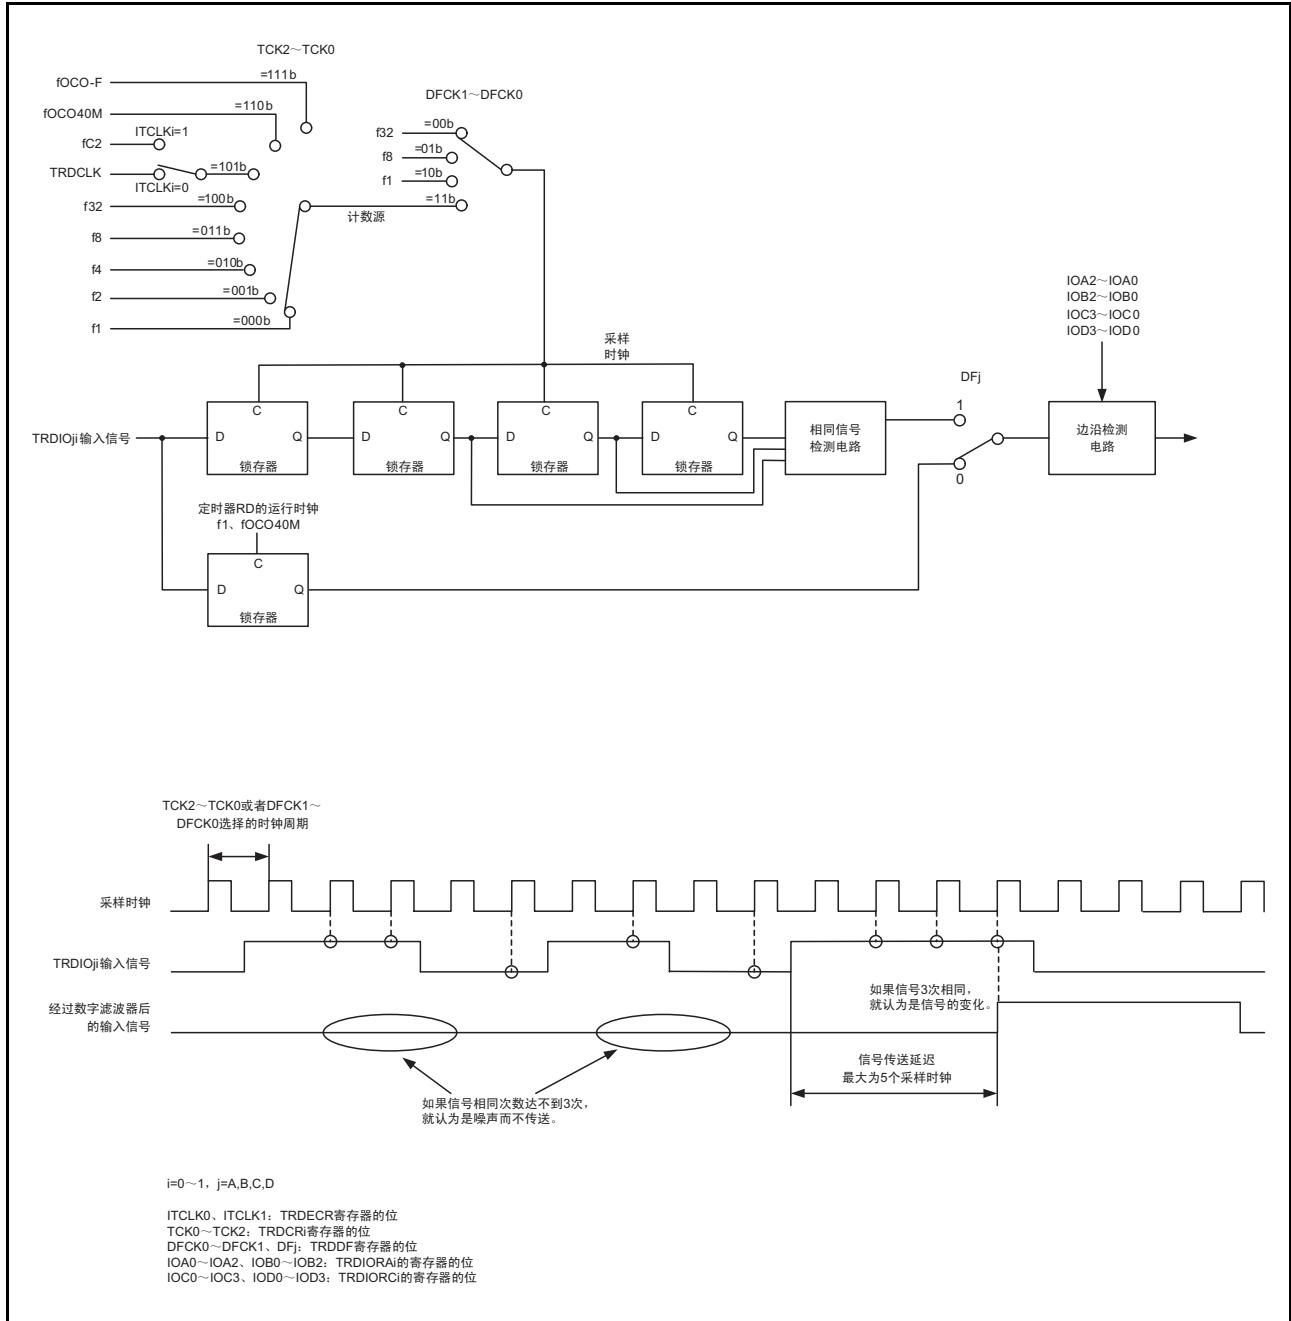 TCK2～TCK0
fOCO-F
=111b
fOCO40M
=110b
fC2
ITCLKi=1
TRDCLK
=101b
ITCLKi=0
f32
=100b
f8
=011b
f4
=010b
f2
=001b
f1
=000b
DFCK1～DFCK0
f32
=00b
f8
=01b
f1
=10b
=11b
计数源
采样
时钟
IOA2～IOA0
IOB2～IOB0
IOC3～IOC0
IOD3～IOD0
TRDIOji输入信号
C
D
Q
锁存器
C
D
Q
锁存器
C
D
Q
锁存器
C
D
Q
锁存器
相同信号
检测电路
DFj
1
0
边沿检测
电路
定时器RD的运行时钟
f1、fOCO40M
C
D
Q
锁存器
TCK2～TCK0或者DFCK1～
DFCK0选择的时钟周期
采样时钟
TRDIOji输入信号
如果信号3次相同，
就认为是信号的变化。
经过数字滤波器后
的输入信号
信号传送延迟
最大为5个采样时钟
如果信号相同次数达不到3次，
就认为是噪声而不传送。
i=0～1，j=A,B,C,D
ITCLK0、ITCLK1：TRDECR寄存器的位
TCK0～TCK2：TRDCRi寄存器的位
DFCK0～DFCK1、DFj：TRDDF寄存器的位
IOA0～IOA2、IOB0～IOB2：TRDIORAi的寄存器的位
IOC0～IOC3、IOD0～IOD3：TRDIORCi的寄存器的位